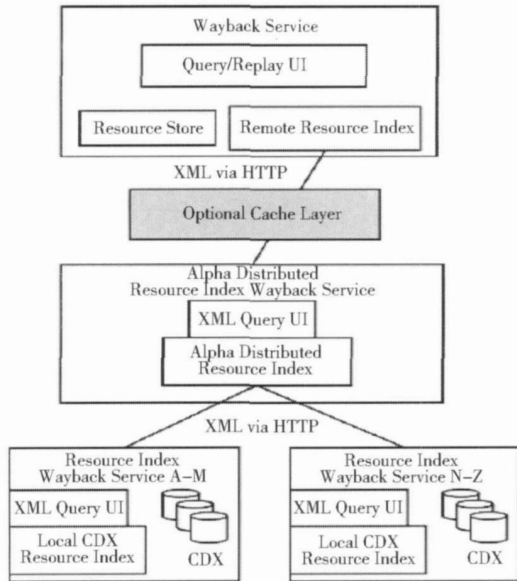 Wayback Service
Query/Replay UI
Resource Store
Remote Resource Index
XML via HTTP
Optional Cache Layer
Alpha Distributed
Resource Index Wayback Service
XML Query UI
Alpha Distributed
Resource Index
XML via HTTP
Resource Index
Wayback Service A-M
XML Query UI
Local CDX
Resource Index
CDX
Resource Index
Wayback Service N-Z
XML Query UI
Local CDX
Resource Index
CDX